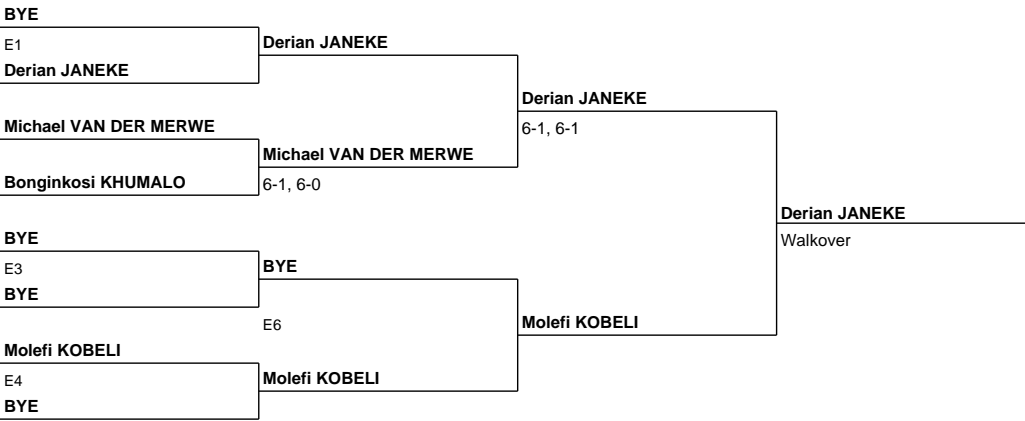 BYE
E1
Derian JANEKE
Derian JANEKE
Derian JANEKE
6-1, 6-1
Michael VAN DER MERWE
Michael VAN DER MERWE
Bonginkosi KHUMALO
6-1, 6-0
Derian JANEKE
Walkover
BYE
E3
BYE
BYE
E6
Molefi KOBELI
Molefi KOBELI
E4
Molefi KOBELI
BYE